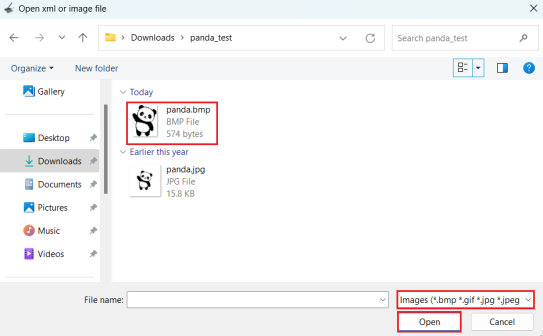 Open xml or image file
Downloads > panda_test
Search panda_test
Organize
New folder
Gallery
Desktop
Downloads
Documents
Pictures
Music
Videos
Today
panda.bmp
BMP File
574 bytes
Earlier this year
panda.jpg
JPG File
15.8 KB
File name:
Images (*.bmp *.gif *.jpg *.jpeg
Open
Cancel